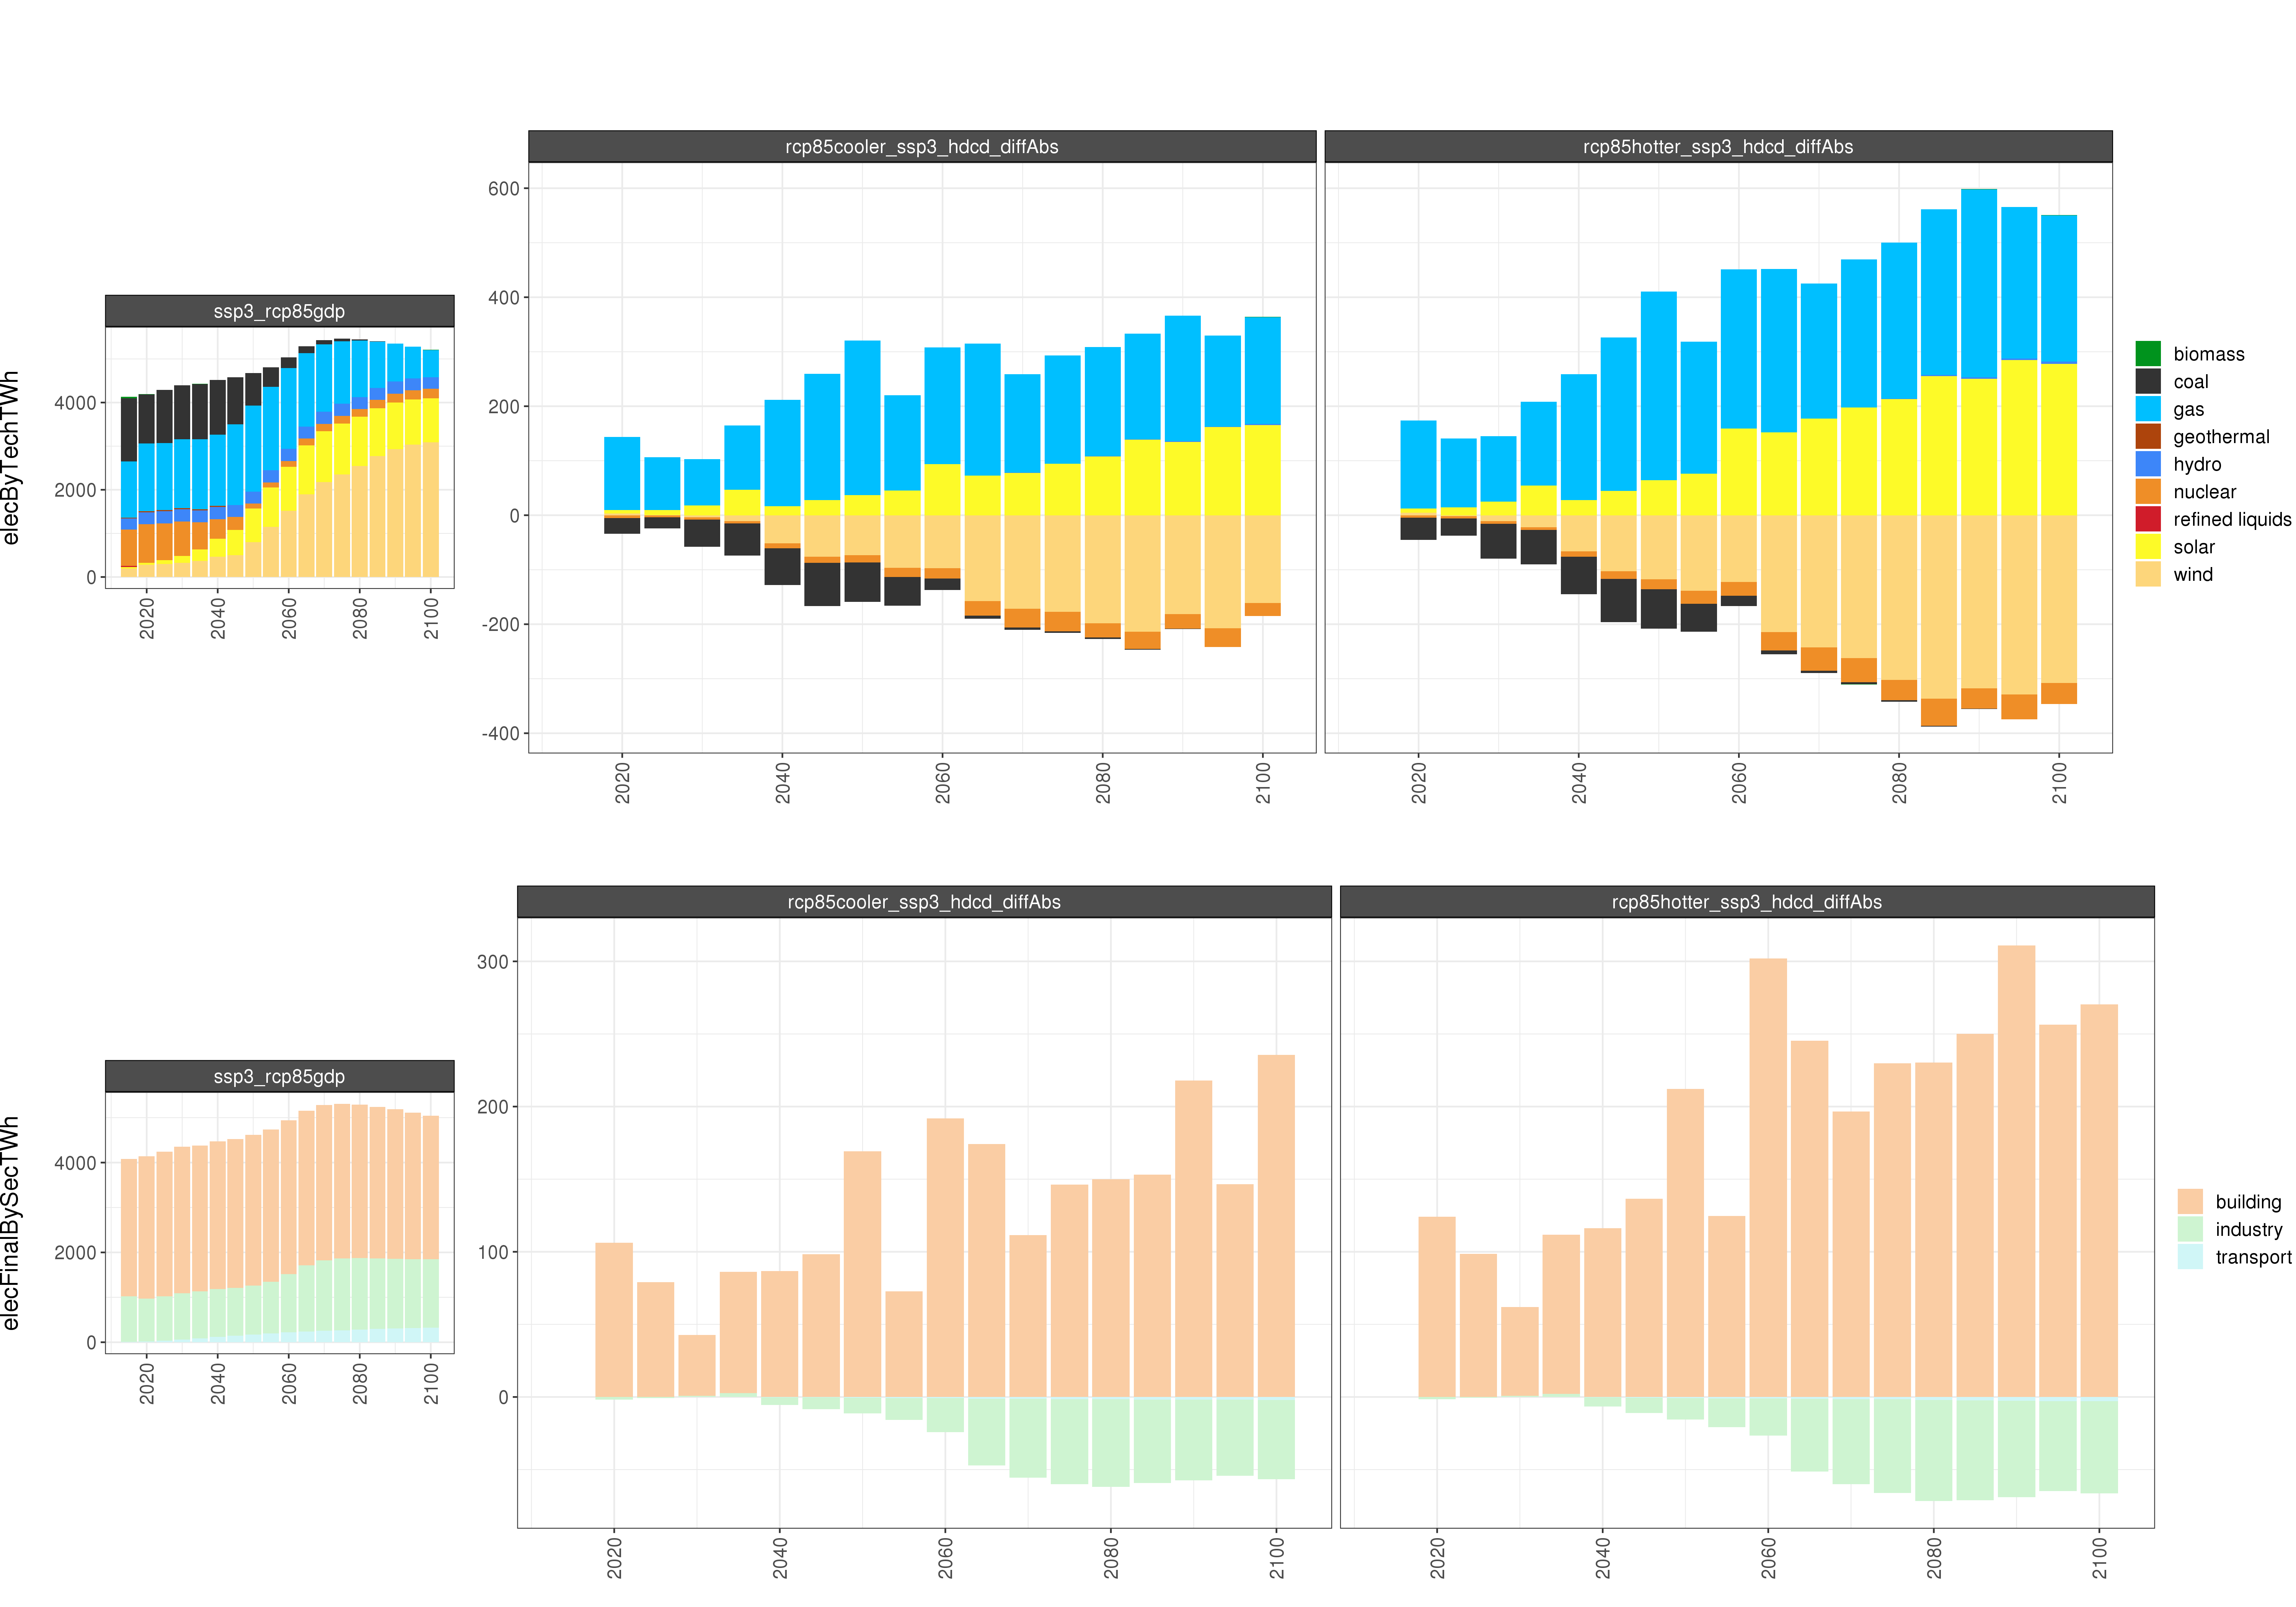 rcp85cooler_ssp3_hdcd_diffAbs
rcp85hotter_ssp3_hdcd_diffAbs
600
400
200
0
-200
-400
2020
2040
2060
2080
2100
2020
2040
2060
2080
2100
elecByTechTWh
ssp3_rcp85gdp
4000
2000
0
2020
2040
2060
2080
2100
biomass
coal
gas
geothermal
hydro
nuclear
refined liquids
solar
wind
rcp85cooler_ssp3_hdcd_diffAbs
rcp85hotter_ssp3_hdcd_diffAbs
300
200
100
0
2020
2040
2060
2080
2100
2020
2040
2060
2080
2100
elecFinalBySecTWh
ssp3_rcp85gdp
4000
2000
0
2020
2040
2060
2080
2100
building
industry
transport